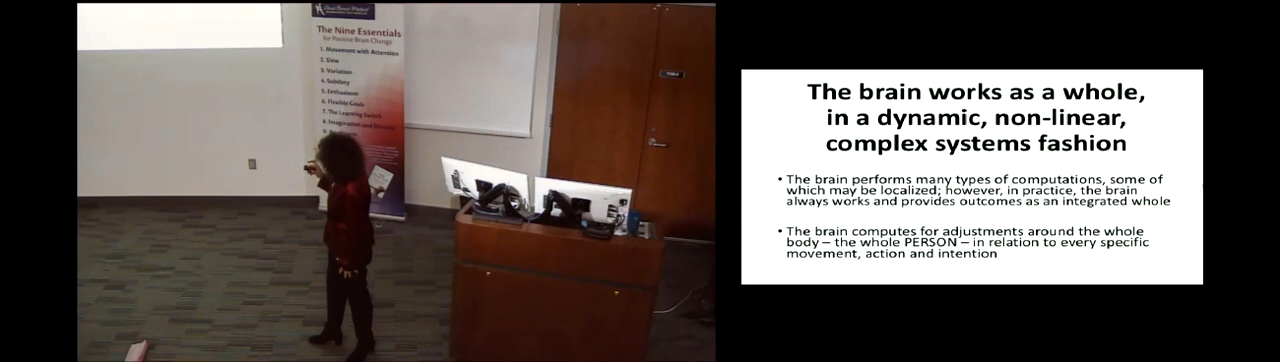 The Nine Essentials
for Positive Brain Change
1. Movement with Attention
2. Slow
3. Variation
4. Subtlety
5. Enthusiasm
6. Flexible Goals
7. The Learning Switch
8. Imagination and
The brain works as a whole,
in a dynamic, non-linear,
complex systems fashion
• The brain performs many types of computations, some of
which may be localized; however, in practice, the brain
always works and provides outcomes as an integrated whole
• The brain computes for adjustments around the whole
body – the whole PERSON – in relation to every specific
movement, action and intention